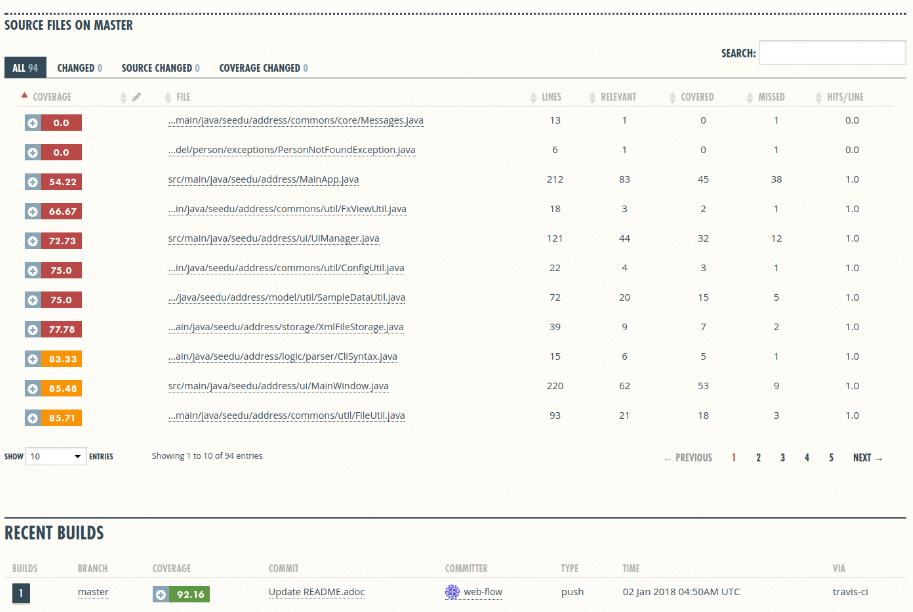 SOURCE FILES ON MASTER
SEARCH:
ALL 94 CHANGED 0 SOURCE CHANGED 0 COVERAGE CHANGED 0
COVERAGE FILE LINES RELEVANT COVERED MISSED HITS/LINE
0.0 ...main/java/seedu/address/commons/core/Messages.java 13 1 0 1 0.0
0.0 ...del/person/exceptions/PersonNotFoundException.java 6 1 0 1 0.0
54.22 src/main/java/seedu/address/MainApp.java 212 83 45 38 1.0
66.67 ...in/java/seedu/address/commons/util/FxViewUtil.java 18 3 2 1 1.0
72.73 src/main/java/seedu/address/ui/UiManager.java 121 44 32 12 1.0
75.0 ...in/java/seedu/address/commons/util/ConfigUtil.java 22 4 3 1 1.0
75.0 .../java/seedu/address/model/util/SampleDataUtil.java 72 20 15 5 1.0
77.78 ...ain/java/seedu/address/storage/XmlFileStorage.java 39 9 7 2 1.0
83.33 ...ain/java/seedu/address/logic/parser/CliSyntax.java 15 6 5 1 1.0
85.48 src/main/java/seedu/address/ui/MainWindow.java 220 62 53 9 1.0
85.71 ...main/java/seedu/address/commons/util/FileUtil.java 93 21 18 3 1.0
SHOW 10 ENTRIES Showing 1 to 10 of 94 entries ← PREVIOUS 1 2 3 4 5 NEXT →
RECENT BUILDS
BUILDS BRANCH COVERAGE COMMIT COMMITTER TYPE TIME VIA
1 master 92.16 Update README.adoc web-flow push 02 Jan 2018 04:50AM UTC travis-ci